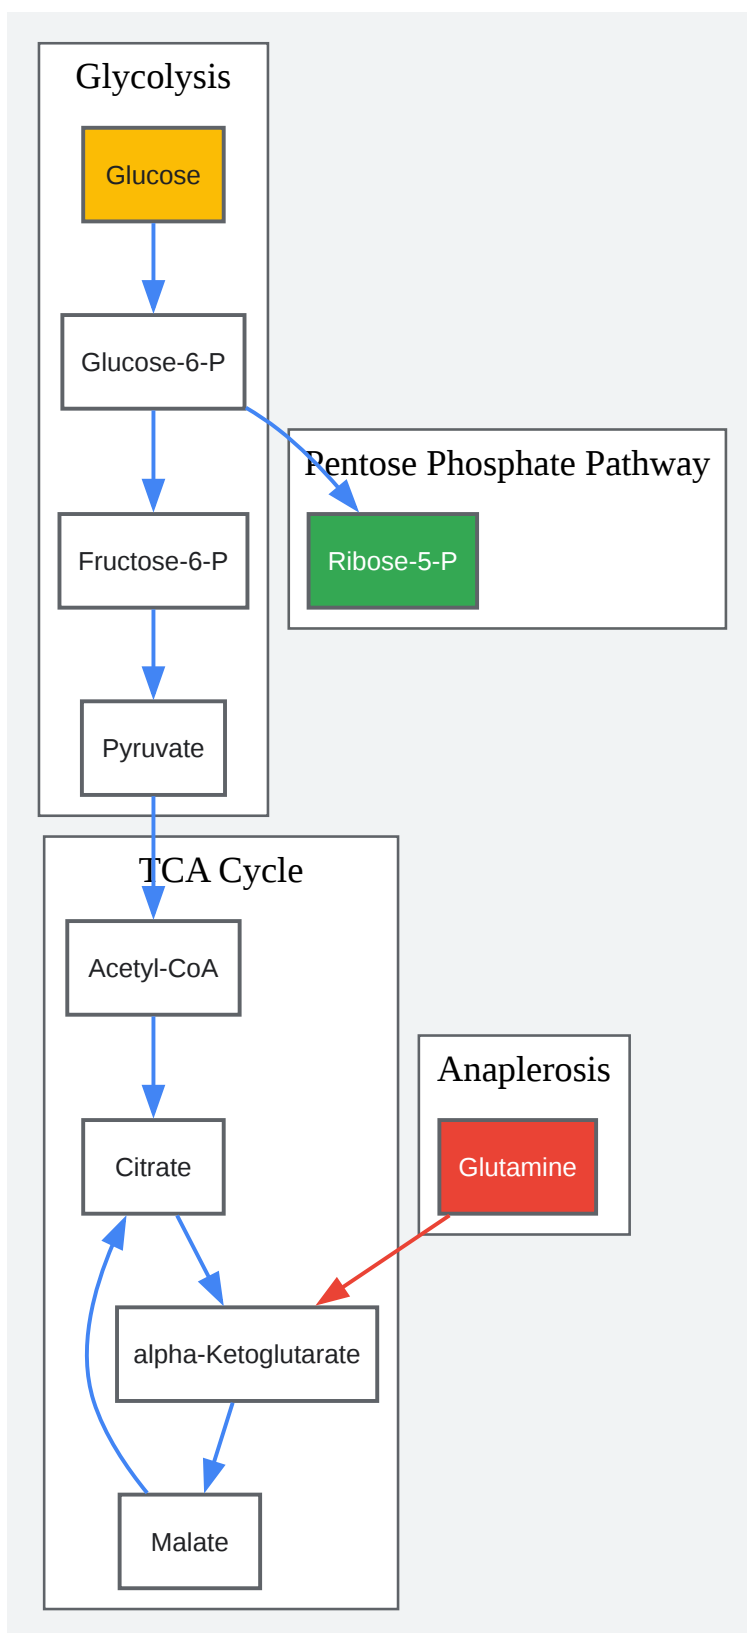 Glycolysis
Glucose
Glucose-6-P
Pentose Phosphate Pathway
Fructose-6-P
Ribose-5-P
Pyruvate
TCA Cycle
Acetyl-CoA
Anaplerosis
Citrate
Glutamine
alpha-Ketoglutarate
Malate